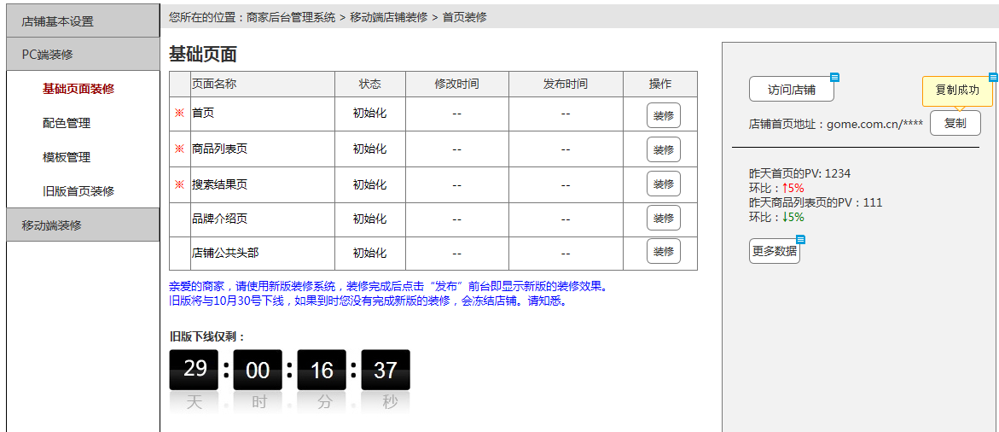 店铺基本设置
PC端装修
基础页面装修
配色管理
模板管理
旧版首页装修
移动端装修
您所在的位置：商家后台管理系统 > 移动端店铺装修 > 首页装修
基础页面
页面名称 状态 修改时间 发布时间 操作
※ 首页 初始化 -- -- 装修
※ 商品列表页 初始化 -- -- 装修
※ 搜索结果页 初始化 -- -- 装修
品牌介绍页 初始化 -- -- 装修
店铺公共头部 初始化 -- -- 装修
亲爱的商家，请使用新版装修系统，装修完成后点击“发布”前台即显示新版的装修效果。
旧版将与10月30号下线，如果到时您没有完成新版的装修，会冻结店铺。请知悉。
旧版下线仅剩：
29 : 00 : 16 : 37
天 时 分 秒
访问店铺
复制成功
店铺首页地址：gome.com.cn/**** 复制
昨天首页的PV: 1234
环比：↑5%
昨天商品列表页的PV：111
环比：↓5%
更多数据